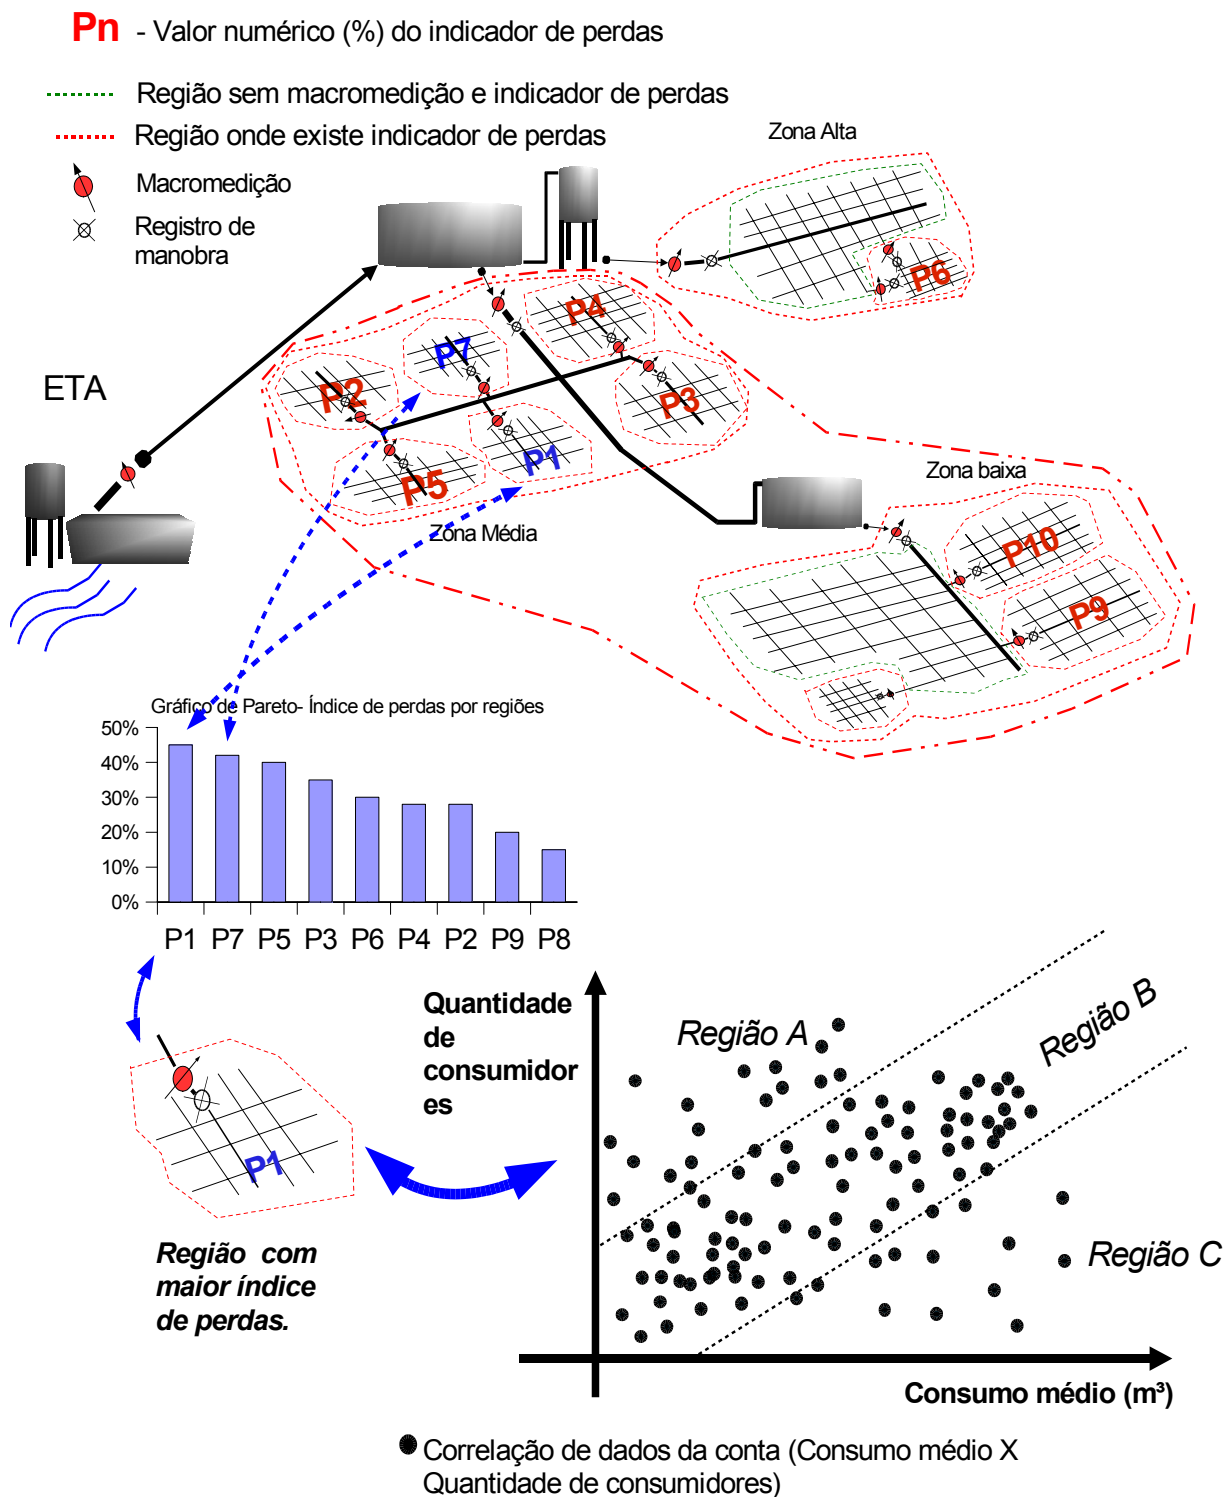 Pn - Valor numérico (%) do indicador de perdas
Região sem macromedição e indicador de perdas
Região onde existe indicador de perdas
Macromedição
Registro de
manobra
Zona Alta
P6
P4
P7
P2
P3
P1
P5
ETA
Zona Média
Zona baixa
P10
P9
Gráfico de Pareto- Índice de perdas por regiões
50%
40%
30%
20%
10%
0%
P1 P7 P5 P3 P6 P4 P2 P9 P8
P1
Região com
maior índice
de perdas.
Quantidade
de
consumidor
es
Região A
Região B
Região C
Consumo médio (m³)
Correlação de dados da conta (Consumo médio X
Quantidade de consumidores)